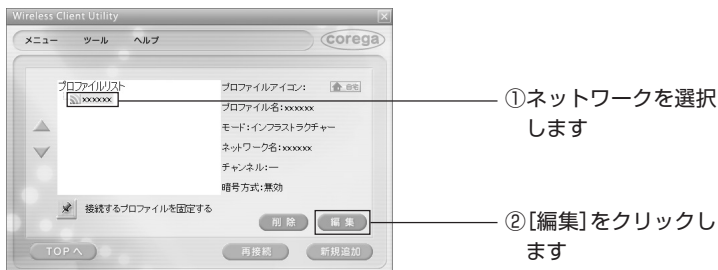 Wireless Client Utility
メニュー ツール ヘルプ corega
プロファイルリスト
xxxxxx
プロファイルアイコン: 自宅
プロファイル名:xxxxxx
モード:インフラストラクチャー
ネットワーク名:xxxxxx
チャンネル:―
暗号方式:無効
接続するプロファイルを固定する
削除 編集
TOPへ 再接続 新規追加
①ネットワークを選択
します
②[編集]をクリックし
ます